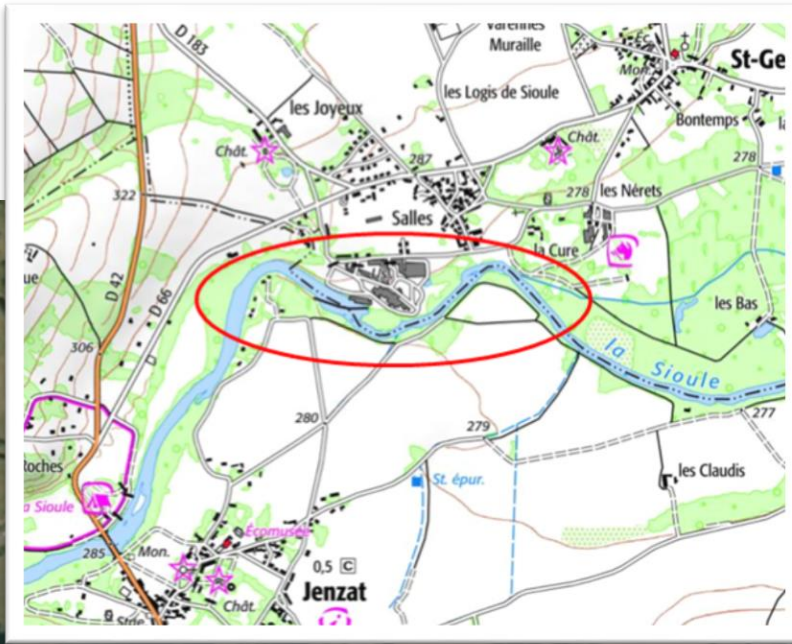 D 183
Varennes
Muraille
Éc.
Mon.
St-Ge
les Logis de Sioule
les Joyeux
Bontemps
Chât.
Chât.
287
278
322
278
les Nérets
Salles
la Cure
ue
D 42
D 66
les Bas
306
la Sioule
280
279
277
Roches
St. épur.
les Claudis
a Sioule
285
Mon.
Écomusée
0,5 C
Jenzat
Chât.